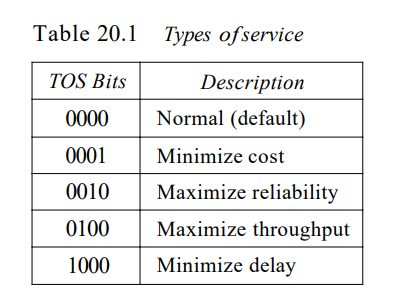 Table 20.1 Types of service
TOS Bits Description
0000 Normal (default)
0001 Minimize cost
0010 Maximize reliability
0100 Maximize throughput
1000 Minimize delay